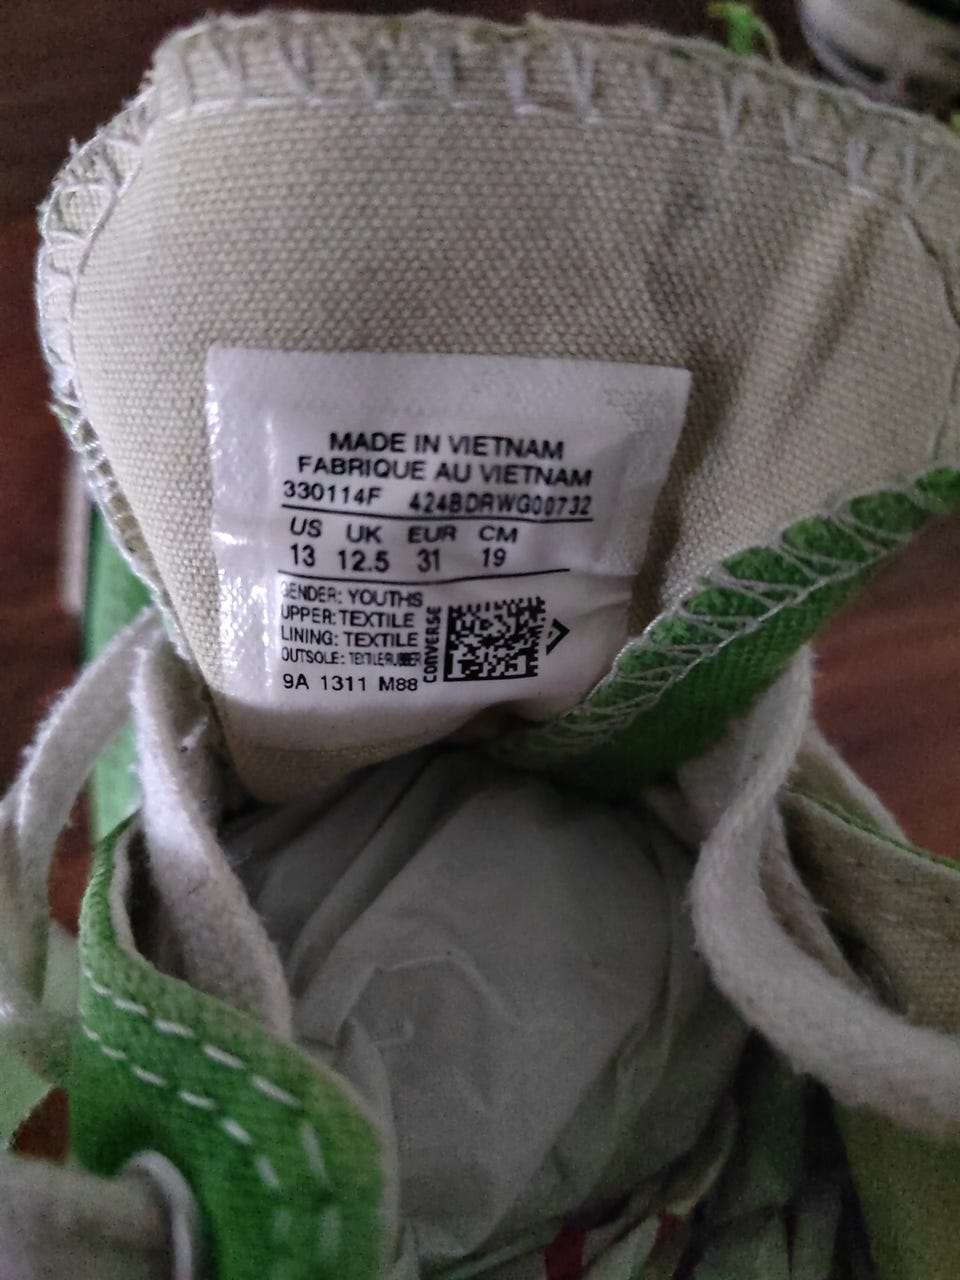 MADE IN VIETNAM
FABRIQUE AU VIETNAM
330114F 424BDRWG00732
US UK EUR CM
13 12.5 31 19
GENDER: YOUTHS
UPPER: TEXTILE
LINING: TEXTILE
OUTSOLE: TEXTILE/RUBBER
CONVERSE
9A 1311 M88